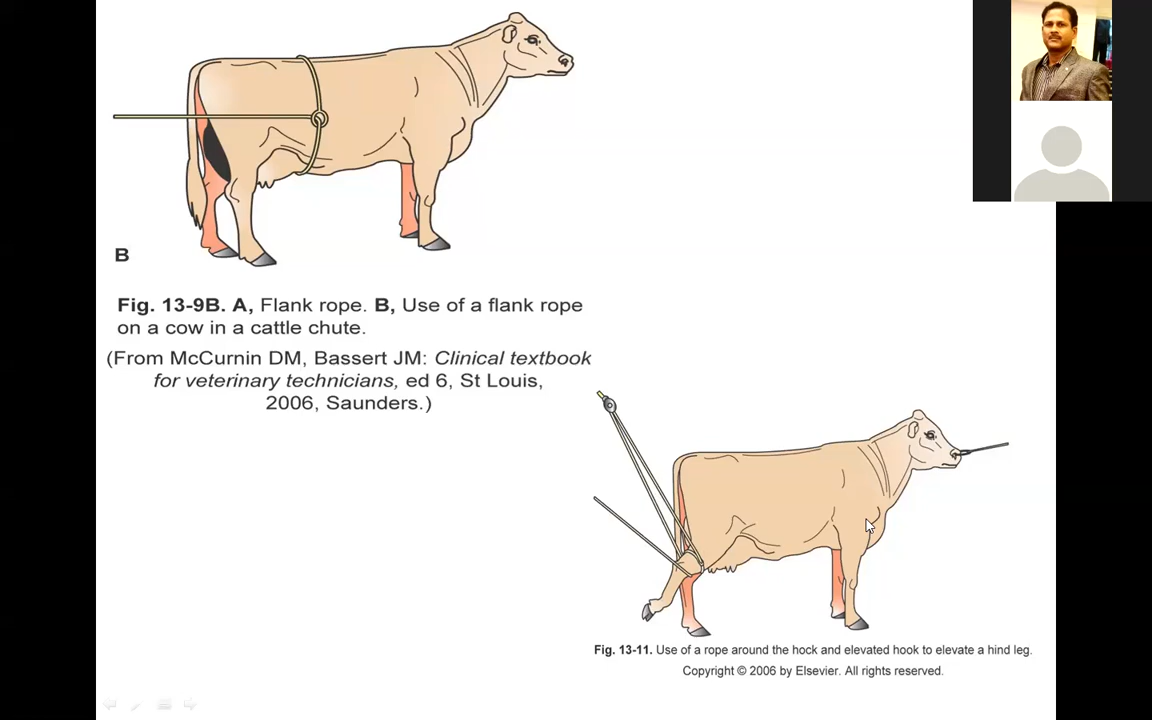 B
Fig. 13-9B. A, Flank rope. B, Use of a flank rope
on a cow in a cattle chute.
(From McCurnin DM, Bassert JM: Clinical textbook
for veterinary technicians, ed 6, St Louis,
2006, Saunders.)
Fig. 13-11. Use of a rope around the hock and elevated hook to elevate a hind leg.
Copyright © 2006 by Elsevier. All rights reserved.